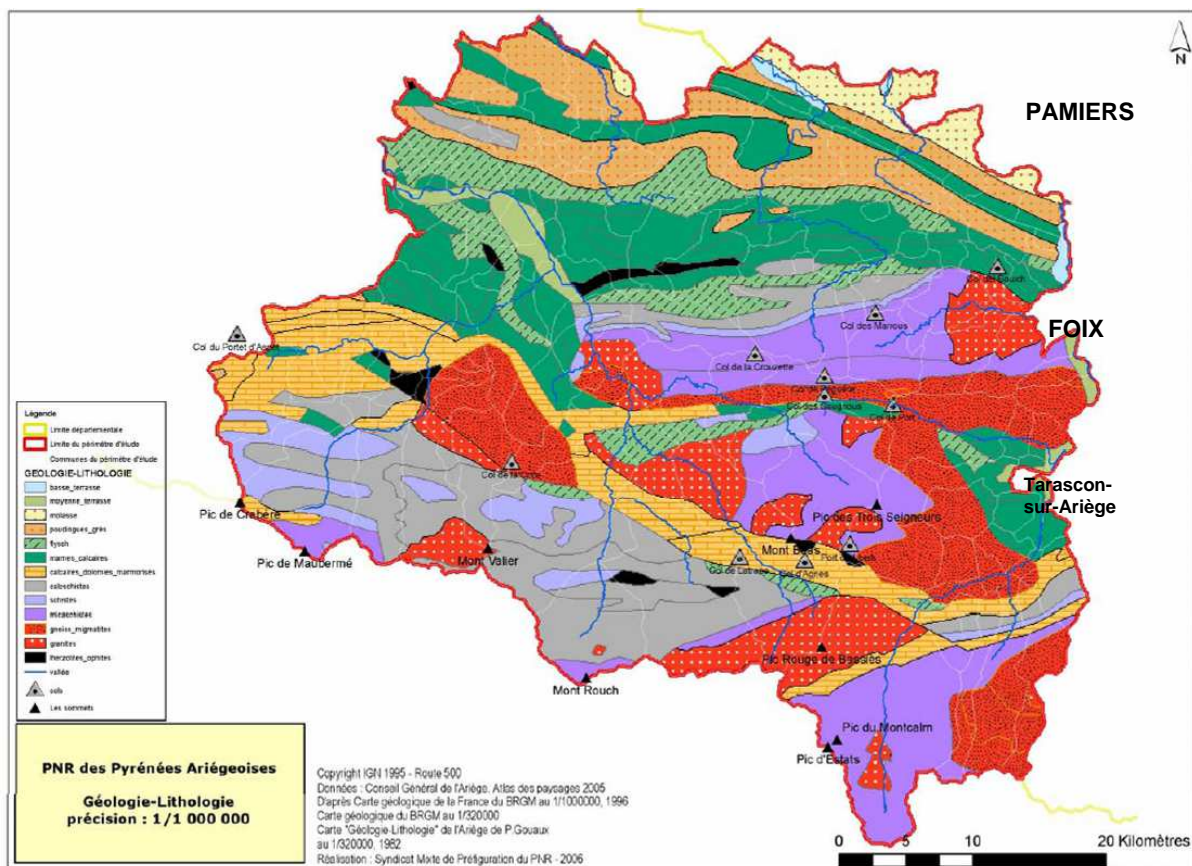 N
PAMIERS
Col des Marrous
FOIX
Col de la Crouzette
Col du Portet d'Aspet
Légende
Limite départementale
Limite du périmètre d'étude
Communes du périmètre d'étude
GEOLOGIE-LITHOLOGIE
basse_terrasse
moyenne_terrasse
molasse
poudingues_grès
flysch
marnes_calcaires
calcaires_dolomies_marmorisés
calcschistes
schistes
micaschistes
gneiss_migmatites
granites
lherzolites_ophites
vallée
cols
Les sommets
Tarascon-
sur-Ariège
Pic de Crabère
Pic des Trois Seigneurs
Pic de Maubermé
Mont Valier
Mont Béas
Col d'Agnes
Pic Rouge de Bassiès
Mont Rouch
Pic du Montcalm
Pic d'Estats
PNR des Pyrénées Ariégeoises
Géologie-Lithologie
précision : 1/1 000 000
Copyright IGN 1995 - Route 500
Données : Conseil Général de l'Ariège, Atlas des paysages 2005
D'après Carte géologique de la France du BRGM au 1/1000000, 1996
Carte géologique du BRGM au 1/320000
Carte "Géologie-Lithologie" de l'Ariège de P.Gouaux
au 1/320000, 1982
Réalisation : Syndicat Mixte de Préfiguration du PNR - 2006
0 5 10 20 Kilomètres